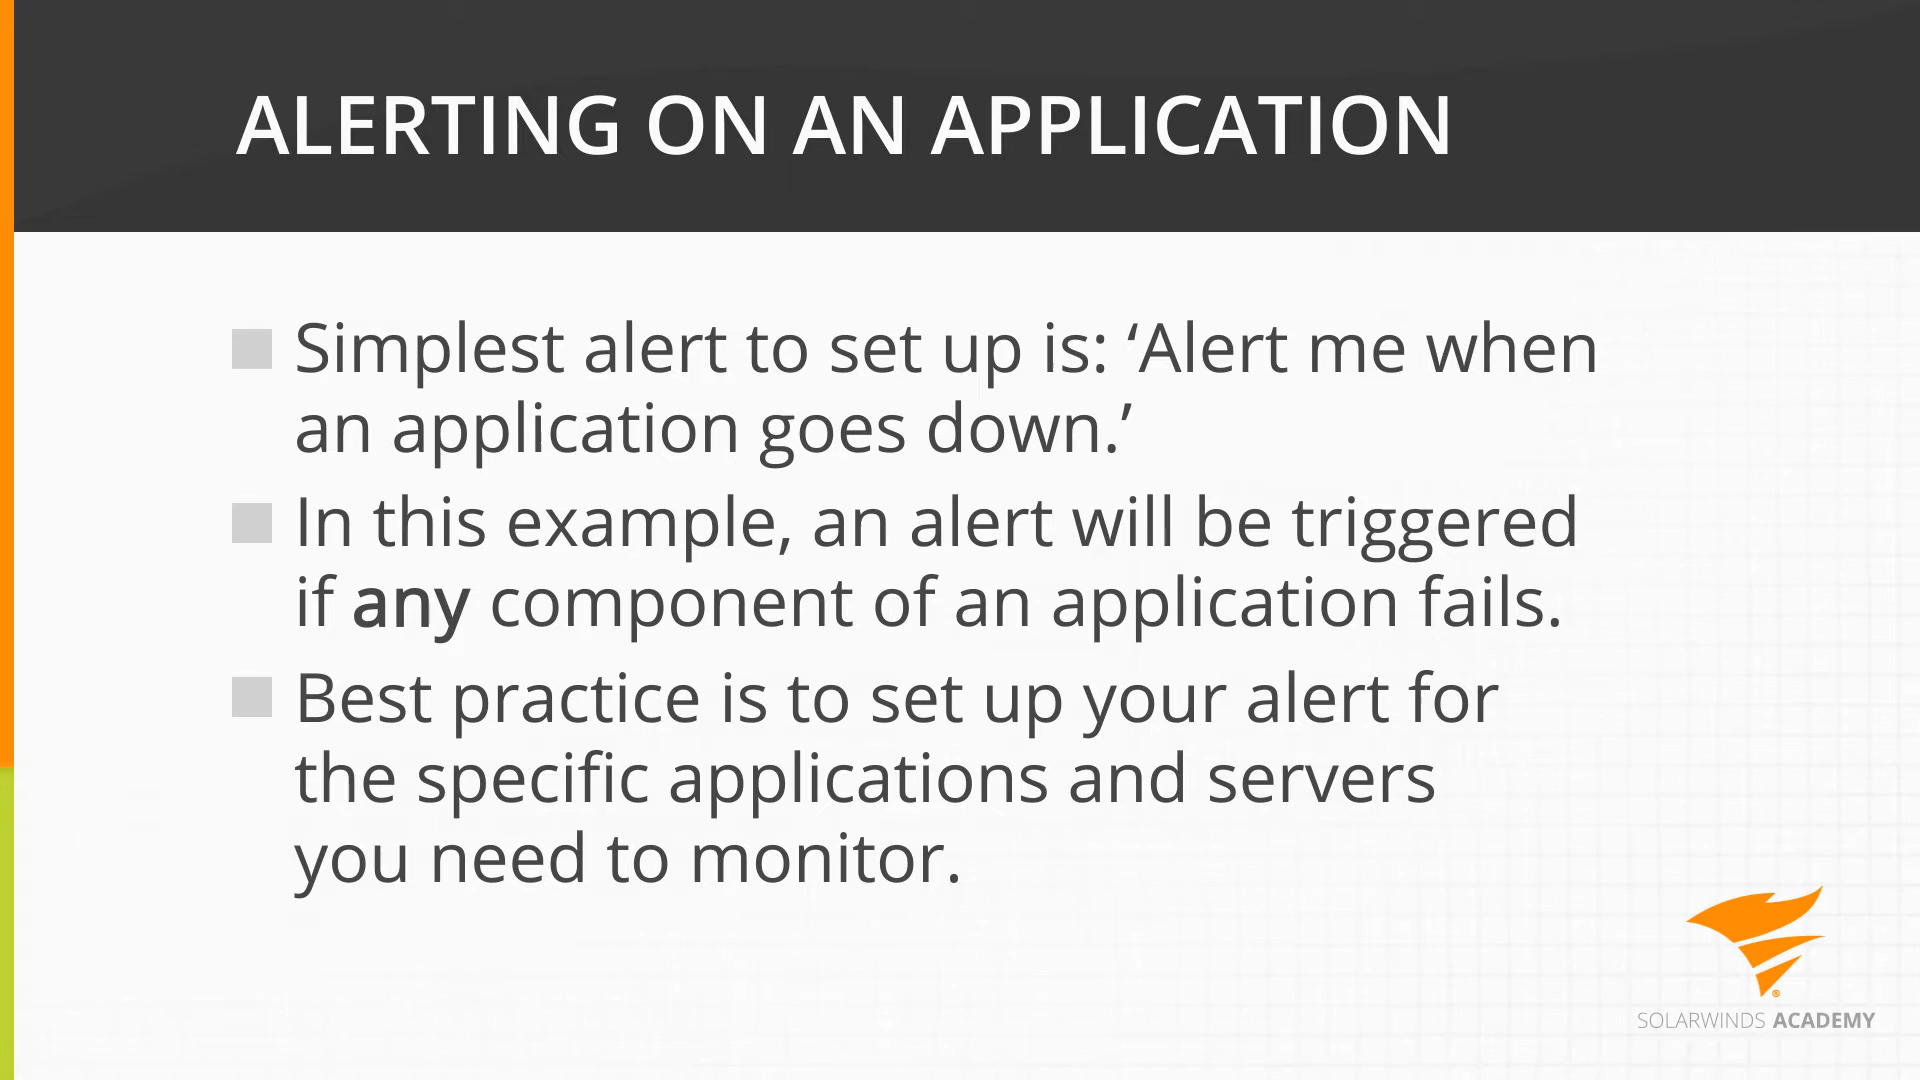 ALERTING ON AN APPLICATION
Simplest alert to set up is: ‘Alert me when
an application goes down.’
In this example, an alert will be triggered
if any component of an application fails.
Best practice is to set up your alert for
the specific applications and servers
you need to monitor.
®
SOLARWINDS ACADEMY